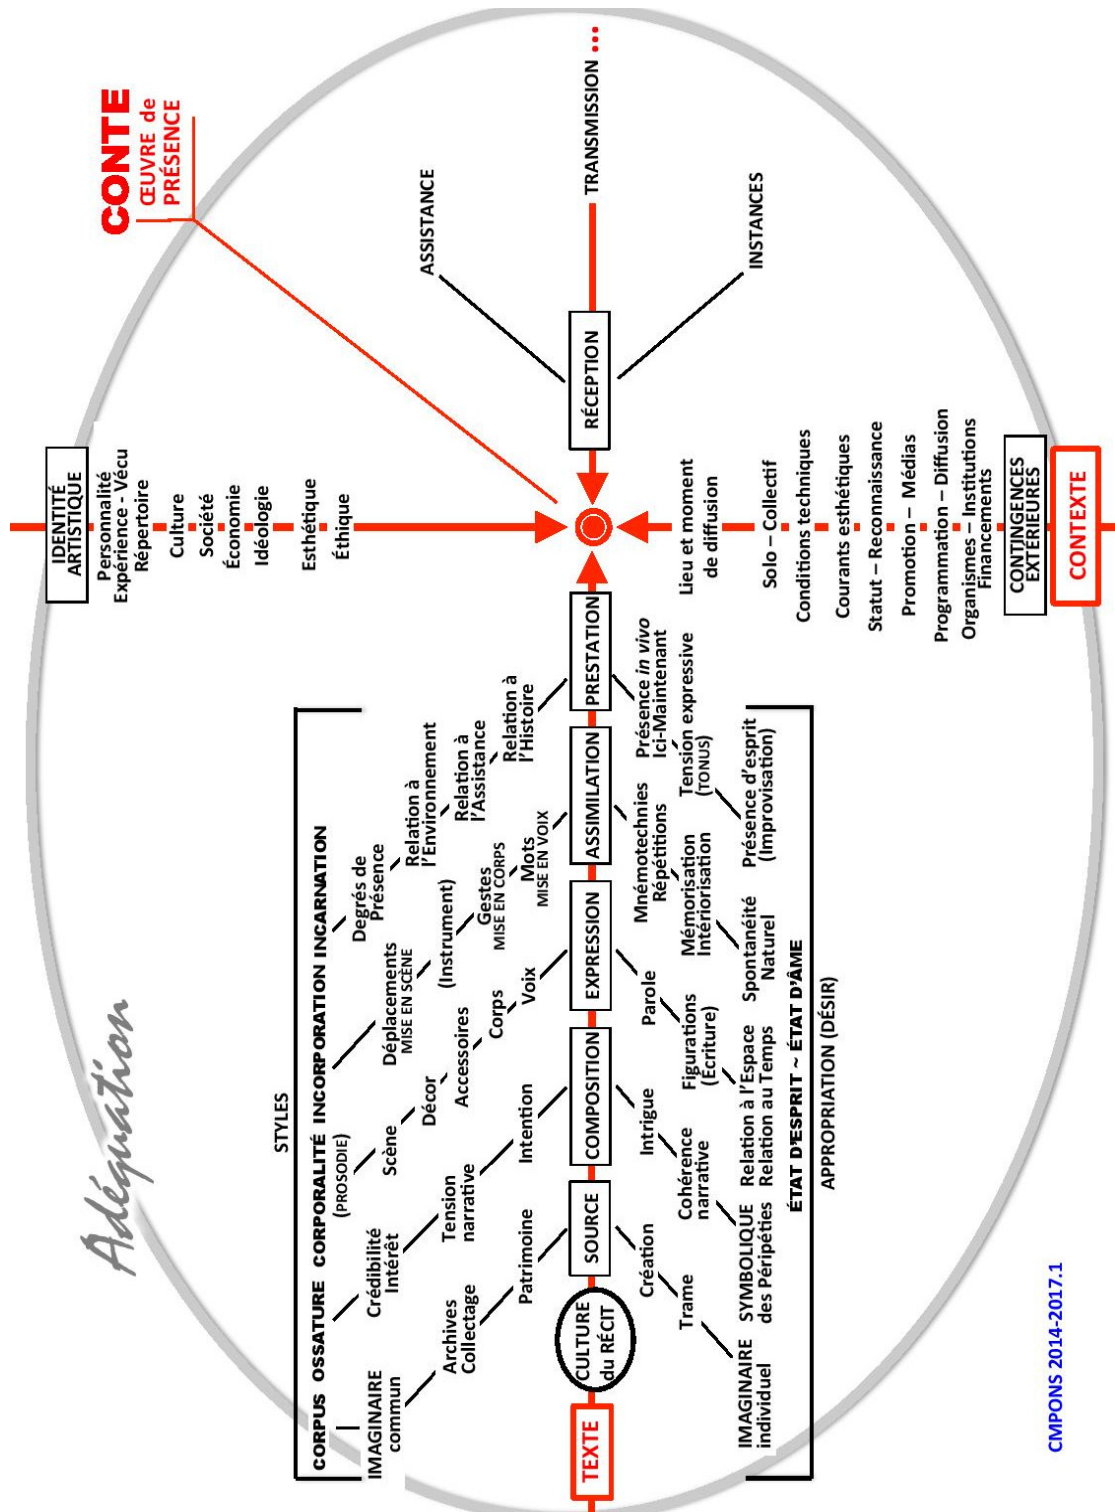 Adéquation
CONTE
ŒUVRE de
PRÉSENCE
IDENTITÉ
ARTISTIQUE
Personnalité
Expérience - Vécu
Répertoire
Culture
Société
Économie
Idéologie
Esthétique
Éthique
STYLES
CORPUS OSSATURE CORPORALITÉ INCORPORATION INCARNATION
(PROSODIE)
IMAGINAIRE
commun
Archives
Collectage
Patrimoine
Crédibilité
Intérêt
Tension
narrative
Intention
Scène
Décor
Accessoires
Corps
Voix
Déplacements
MISE EN SCÈNE
(Instrument)
Gestes
MISE EN CORPS
Mots
MISE EN VOIX
Degrés de
Présence
Relation à
l'Environnement
Relation à
l'Assistance
Relation à
l'Histoire
TEXTE
CULTURE
du RÉCIT
SOURCE
COMPOSITION
EXPRESSION
ASSIMILATION
PRESTATION
RÉCEPTION
ASSISTANCE
INSTANCES
TRANSMISSION ...
Création
Trame
IMAGINAIRE
individuel
Intrigue
Cohérence
narrative
SYMBOLIQUE
des Péripéties
Parole
Figurations
(Écriture)
Relation à l'Espace
Relation au Temps
Mnémotechnies
Répétitions
Mémorisation
Intériorisation
Spontanéité
Naturel
Présence in vivo
Ici-Maintenant
Tension expressive
(TONUS)
Présence d'esprit
(Improvisation)
ÉTAT D'ESPRIT ~ ÉTAT D'ÂME
APPROPRIATION (DÉSIR)
Lieu et moment
de diffusion
Solo – Collectif
Conditions techniques
Courants esthétiques
Statut – Reconnaissance
Promotion – Médias
Programmation – Diffusion
Organismes – Institutions
Financements
CONTINGENCES
EXTÉRIEURES
CONTEXTE
CMPONS 2014-2017.1